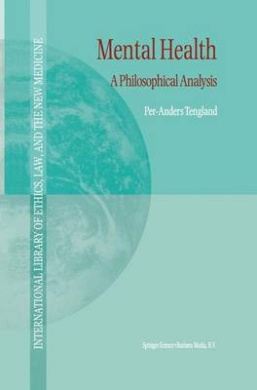 Mental Health
A Philosophical Analysis
Per-Anders Tengland
INTERNATIONAL LIBRARY OF ETHICS, LAW, AND THE NEW MEDICINE
Springer Science+Business Media, B.V.